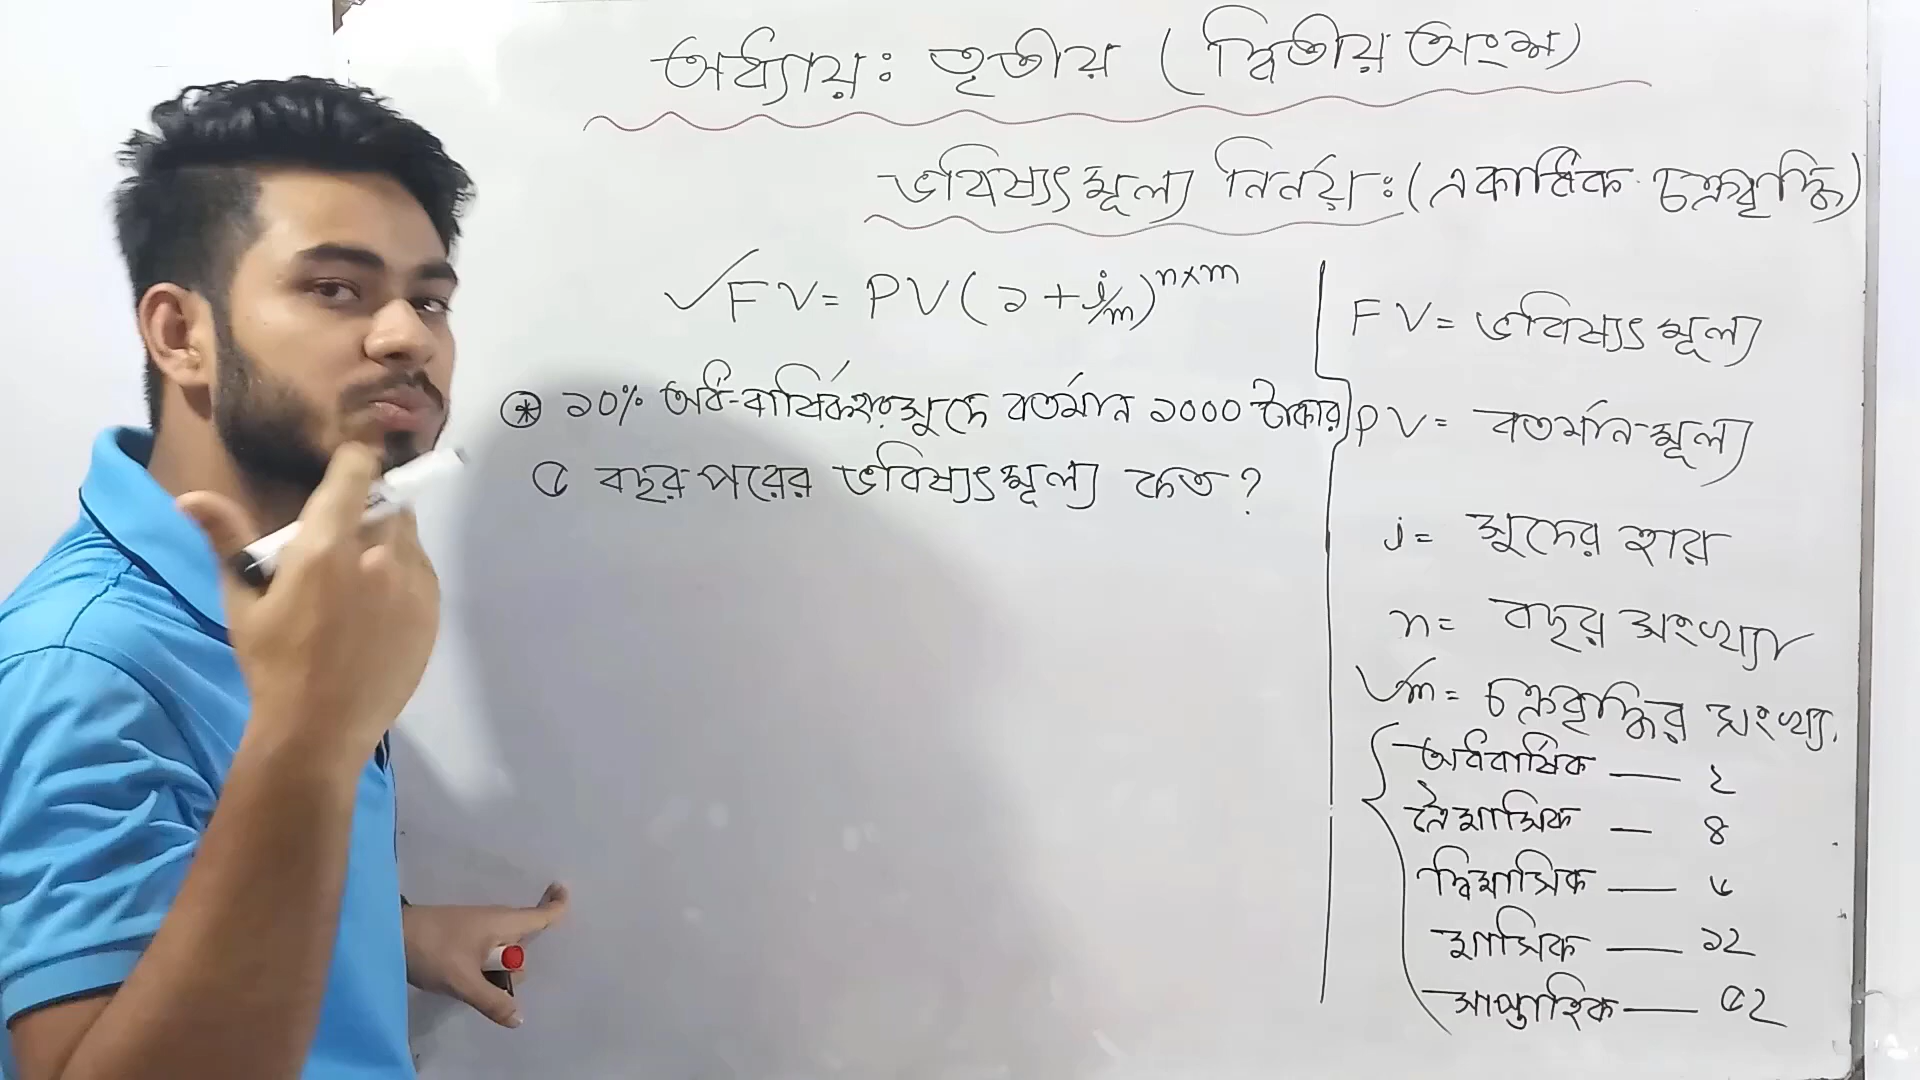 অধ্যায়ঃ তৃতীয় (দ্বিতীয় অংশ)
ভবিষ্যৎ মূল্য নির্নয়ঃ (একাধিক চক্রবৃদ্ধি)
✓FV = PV(১+i/m)^n×m
⊛ ১০% অর্ধ-বার্ষিক সুদে বর্তমান ১০০০ টাকার
৫ বছর পরের ভবিষ্যৎ মূল্য কত?
FV = ভবিষ্যৎ মূল্য
PV = বর্তমান মূল্য
i = সুদের হার
n = বছর সংখ্যা
✓m = চক্রবৃদ্ধির সংখ্যা
অর্ধবার্ষিক — ২
ত্রৈমাসিক — ৪
দ্বিমাসিক — ৬
মাসিক — ১২
সাপ্তাহিক — ৫২